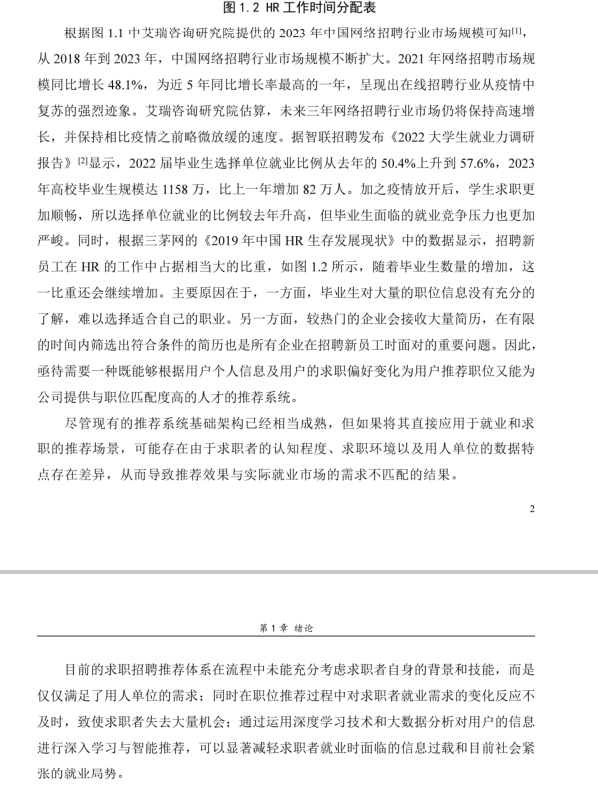 图 1.2 HR 工作时间分配表
根据图 1.1 中艾瑞咨询研究院提供的 2023 年中国网络招聘行业市场规模可知[1]，
从 2018 年到 2023 年，中国网络招聘行业市场规模不断扩大。2021 年网络招聘市场规
模同比增长 48.1%，为近 5 年同比增长率最高的一年，呈现出在线招聘行业从疫情中
复苏的强烈迹象。艾瑞咨询研究院估算，未来三年网络招聘行业市场仍将保持高速增
长，并保持相比疫情之前略微放缓的速度。据智联招聘发布《2022 大学生就业力调研
报告》[2]显示，2022 届毕业生选择单位就业比例从去年的 50.4%上升到 57.6%，2023
年高校毕业生规模达 1158 万，比上一年增加 82 万人。加之疫情放开后，学生求职更
加顺畅，所以选择单位就业的比例较去年升高，但毕业生面临的就业竞争压力也更加
严峻。同时，根据三茅网的《2019 年中国 HR 生存发展现状》中的数据显示，招聘新
员工在 HR 的工作中占据相当大的比重，如图 1.2 所示，随着毕业生数量的增加，这
一比重还会继续增加。主要原因在于，一方面，毕业生对大量的职位信息没有充分的
了解，难以选择适合自己的职业。另一方面，较热门的企业会接收大量简历，在有限
的时间内筛选出符合条件的简历也是所有企业在招聘新员工时面对的重要问题。因此，
亟待需要一种既能够根据用户个人信息及用户的求职偏好变化为用户推荐职位又能为
公司提供与职位匹配度高的人才的推荐系统。
尽管现有的推荐系统基础架构已经相当成熟，但如果将其直接应用于就业和求
职的推荐场景，可能存在由于求职者的认知程度、求职环境以及用人单位的数据特
点存在差异，从而导致推荐效果与实际就业市场的需求不匹配的结果。
2
第 1 章 绪论
目前的求职招聘推荐体系在流程中未能充分考虑求职者自身的背景和技能，而是
仅仅满足了用人单位的需求；同时在职位推荐过程中对求职者就业需求的变化反应不
及时，致使求职者失去大量机会；通过运用深度学习技术和大数据分析对用户的信息
进行深入学习与智能推荐，可以显著减轻求职者就业时面临的信息过载和目前社会紧
张的就业局势。